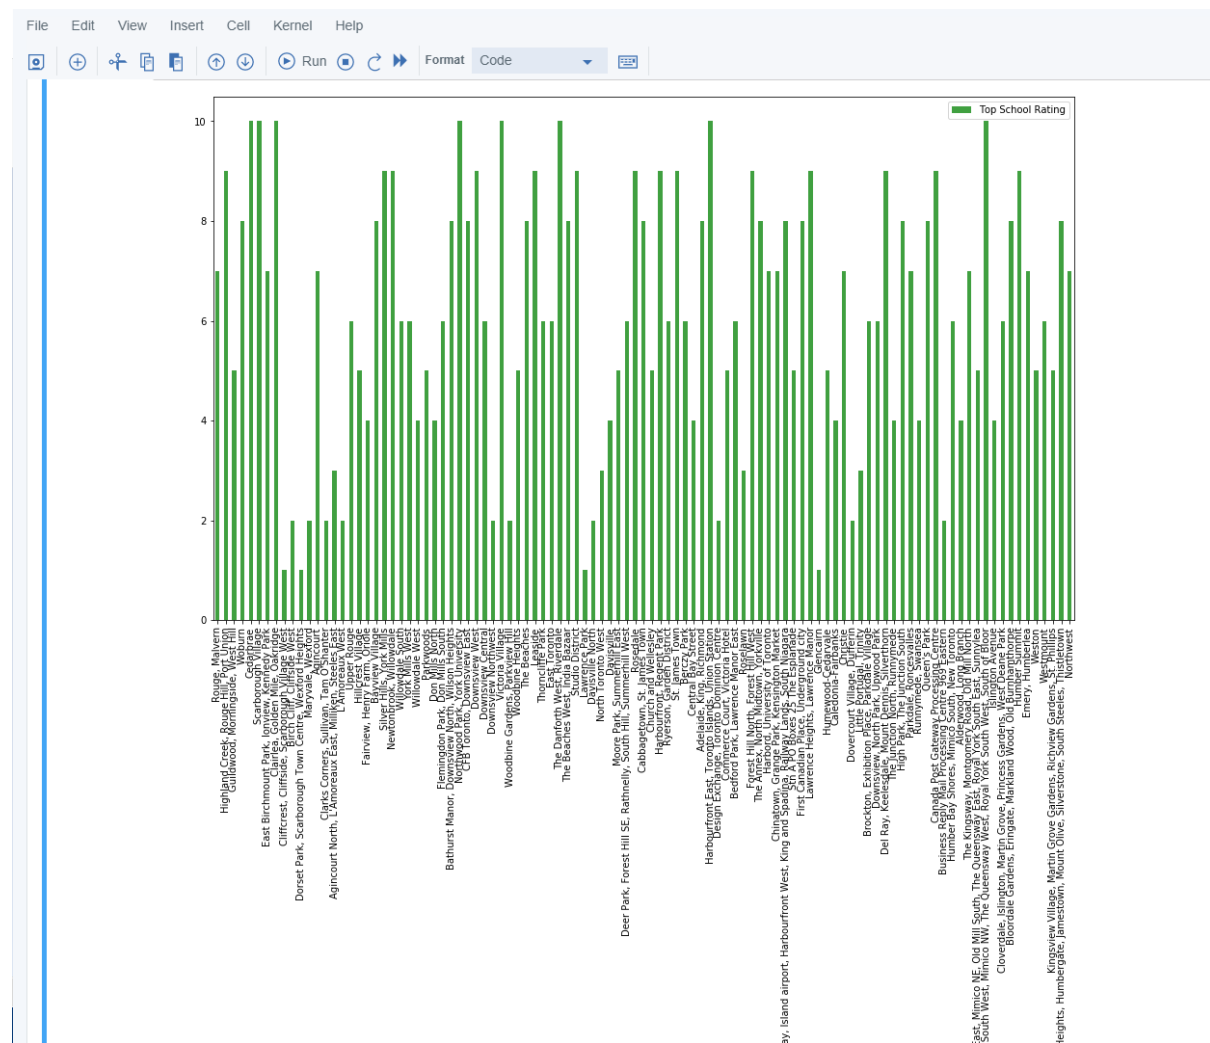 File Edit View Insert Cell Kernel Help
Run Format Code
Top School Rating
10
8
6
4
2
0
Rouge, Malvern
Highland Creek, Rouge Hill, Port Union
Guildwood, Morningside, West Hill
Woburn
Cedarbrae
Scarborough Village
East Birchmount Park, Ionview, Kennedy Park
Clairlea, Golden Mile, Oakridge
Cliffcrest, Cliffside, Scarborough Village West
Birch Cliff, Cliffside West
Dorset Park, Scarborough Town Centre, Wexford Heights
Maryvale, Wexford
Agincourt
Clarks Corners, Sullivan, Tam O'Shanter
Agincourt North, L'Amoreaux East, Milliken, Steeles East
L'Amoreaux West
Upper Rouge
Hillcrest Village
Fairview, Henry Farm, Oriole
Bayview Village
Silver Hills, York Mills
Newtonbrook, Willowdale
Willowdale South
York Mills West
Willowdale West
Parkwoods
Don Mills North
Flemingdon Park, Don Mills South
Bathurst Manor, Downsview North, Wilson Heights
Northwood Park, York University
CFB Toronto, Downsview East
Downsview West
Downsview Central
Downsview Northwest
Victoria Village
Woodbine Gardens, Parkview Hill
Woodbine Heights
The Beaches
Leaside
Thorncliffe Park
East Toronto
The Danforth West, Riverdale
The Beaches West, India Bazaar
Studio District
Lawrence Park
Davisville North
North Toronto West
Davisville
Moore Park, Summerhill East
Deer Park, Forest Hill SE, Rathnelly, South Hill, Summerhill West
Rosedale
Cabbagetown, St. James Town
Church and Wellesley
Harbourfront, Regent Park
Ryerson, Garden District
St. James Town
Berczy Park
Central Bay Street
Adelaide, King, Richmond
Harbourfront East, Toronto Islands, Union Station
Design Exchange, Toronto Dominion Centre
Commerce Court, Victoria Hotel
Bedford Park, Lawrence Manor East
Roselawn
Forest Hill North, Forest Hill West
The Annex, North Midtown, Yorkville
Harbord, University of Toronto
Chinatown, Grange Park, Kensington Market
ay, Island airport, Harbourfront West, King and Spadina, Railway Lands, South Niagara
Stn A PO Boxes 25 The Esplanade
First Canadian Place, Underground city
Lawrence Heights, Lawrence Manor
Glencairn
Humewood-Cedarvale
Caledonia-Fairbanks
Christie
Dovercourt Village, Dufferin
Little Portugal, Trinity
Brockton, Exhibition Place, Parkdale Village
Downsview, North Park, Upwood Park
Del Ray, Keelesdale, Mount Dennis, Silverthorn
The Junction North, Runnymede
High Park, The Junction South
Parkdale, Roncesvalles
Runnymede, Swansea
Queen's Park
Canada Post Gateway Processing Centre
Business Reply Mail Processing Centre 969 Eastern
Humber Bay Shores, Mimico South, New Toronto
Alderwood, Long Branch
The Kingsway, Montgomery Road, Old Mill North
East, Mimico NE, Old Mill South, The Queensway East, Royal York South East, Sunnylea
South West, Mimico NW, The Queensway West, Royal York South West, South of Bloor
Islington Avenue
Cloverdale, Islington, Martin Grove, Princess Gardens, West Deane Park
Bloordale Gardens, Eringate, Markland Wood, Old Burnhamthorpe
Humber Summit
Emery, Humberlea
Weston
Westmount
Kingsview Village, Martin Grove Gardens, Richview Gardens, St. Phillips
Heights, Humbergate, Jamestown, Mount Olive, Silverstone, South Steeles, Thistletown
Northwest